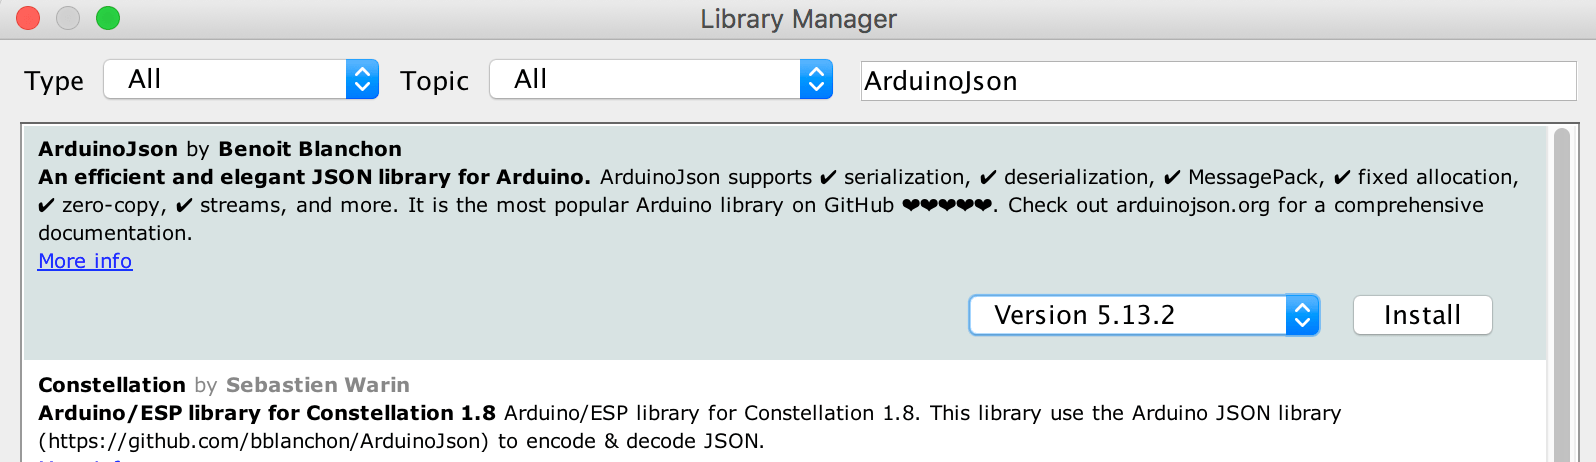 Library Manager
Type All Topic All ArduinoJson
ArduinoJson by Benoit Blanchon
An efficient and elegant JSON library for Arduino. ArduinoJson supports ✔ serialization, ✔ deserialization, ✔ MessagePack, ✔ fixed allocation,
✔ zero-copy, ✔ streams, and more. It is the most popular Arduino library on GitHub ❤❤❤❤❤. Check out arduinojson.org for a comprehensive
documentation.
More info
Version 5.13.2 Install
Constellation by Sebastien Warin
Arduino/ESP library for Constellation 1.8 Arduino/ESP library for Constellation 1.8. This library use the Arduino JSON library
(https://github.com/bblanchon/ArduinoJson) to encode & decode JSON.